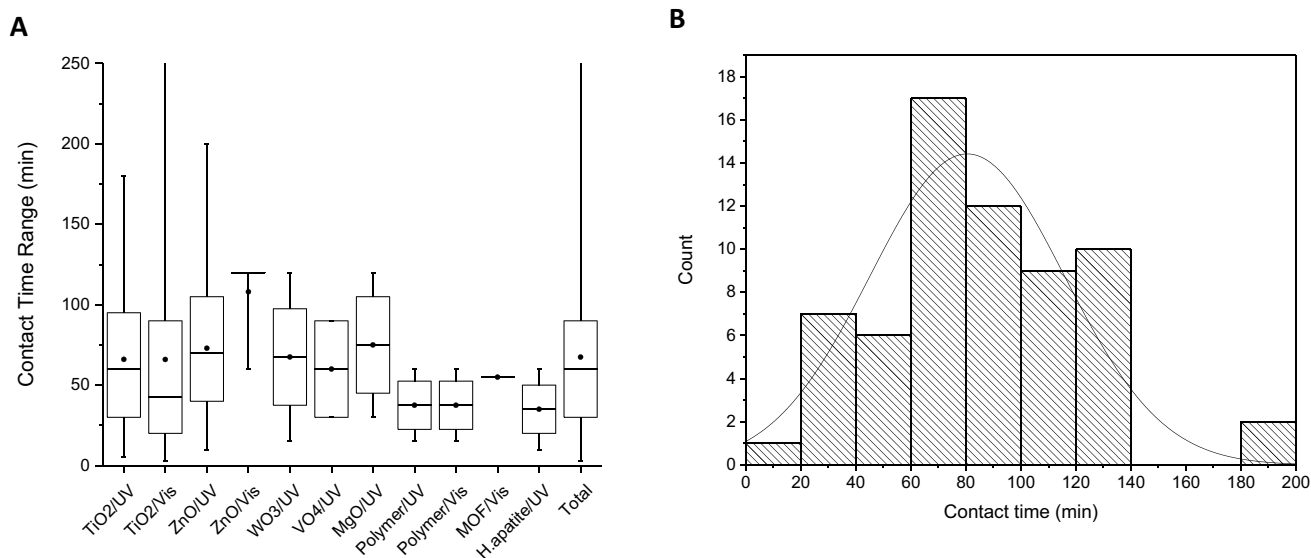 A
Contact Time Range (min)
250
200
150
100
50
0
TiO2/UV
TiO2/Vis
ZnO/UV
ZnO/Vis
WO3/UV
VO4/UV
MgO/UV
Polymer/UV
Polymer/Vis
MOF/Vis
H.apatite/UV
Total
B
Count
18
16
14
12
10
8
6
4
2
0
0 20 40 60 80 100 120 140 160 180 200
Contact time (min)